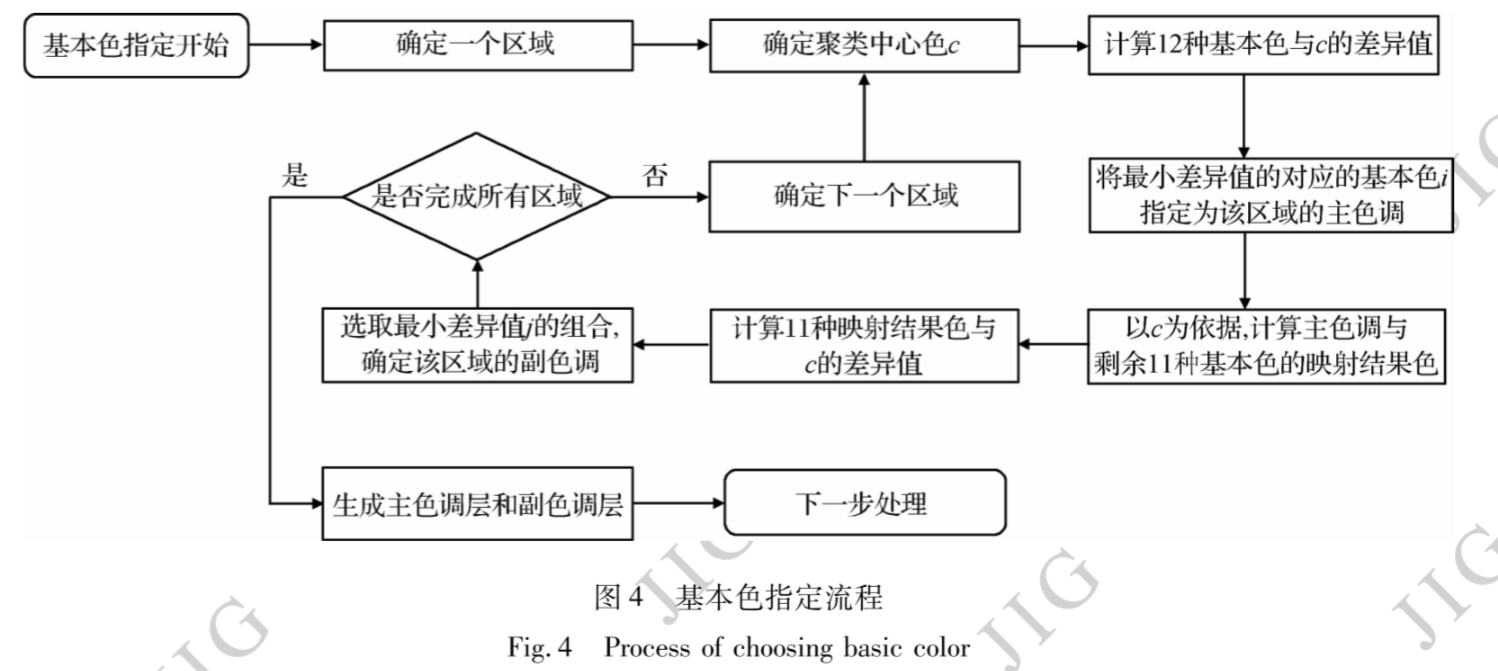 基本色指定开始
确定一个区域
确定聚类中心色c
计算12种基本色与c的差异值
将最小差异值的对应的基本色i
指定为该区域的主色调
以c为依据,计算主色调与
剩余11种基本色的映射结果色
计算11种映射结果色与
c的差异值
选取最小差异值j的组合,
确定该区域的副色调
是否完成所有区域
否
确定下一个区域
是
生成主色调层和副色调层
下一步处理
图4 基本色指定流程
Fig. 4 Process of choosing basic color
JIG
JIG
JIG
JIG
JIG